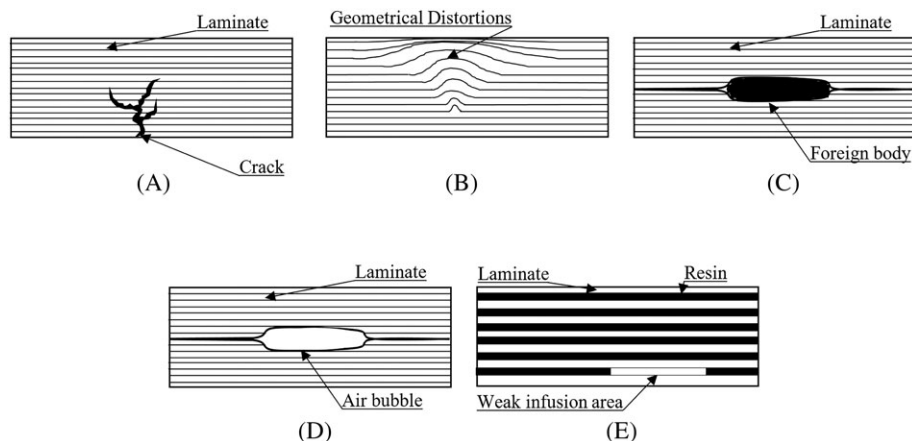 Laminate
Crack
(A)
Geometrical Distortions
(B)
Laminate
Foreign body
(C)
Laminate
Air bubble
(D)
Laminate
Resin
Weak infusion area
(E)